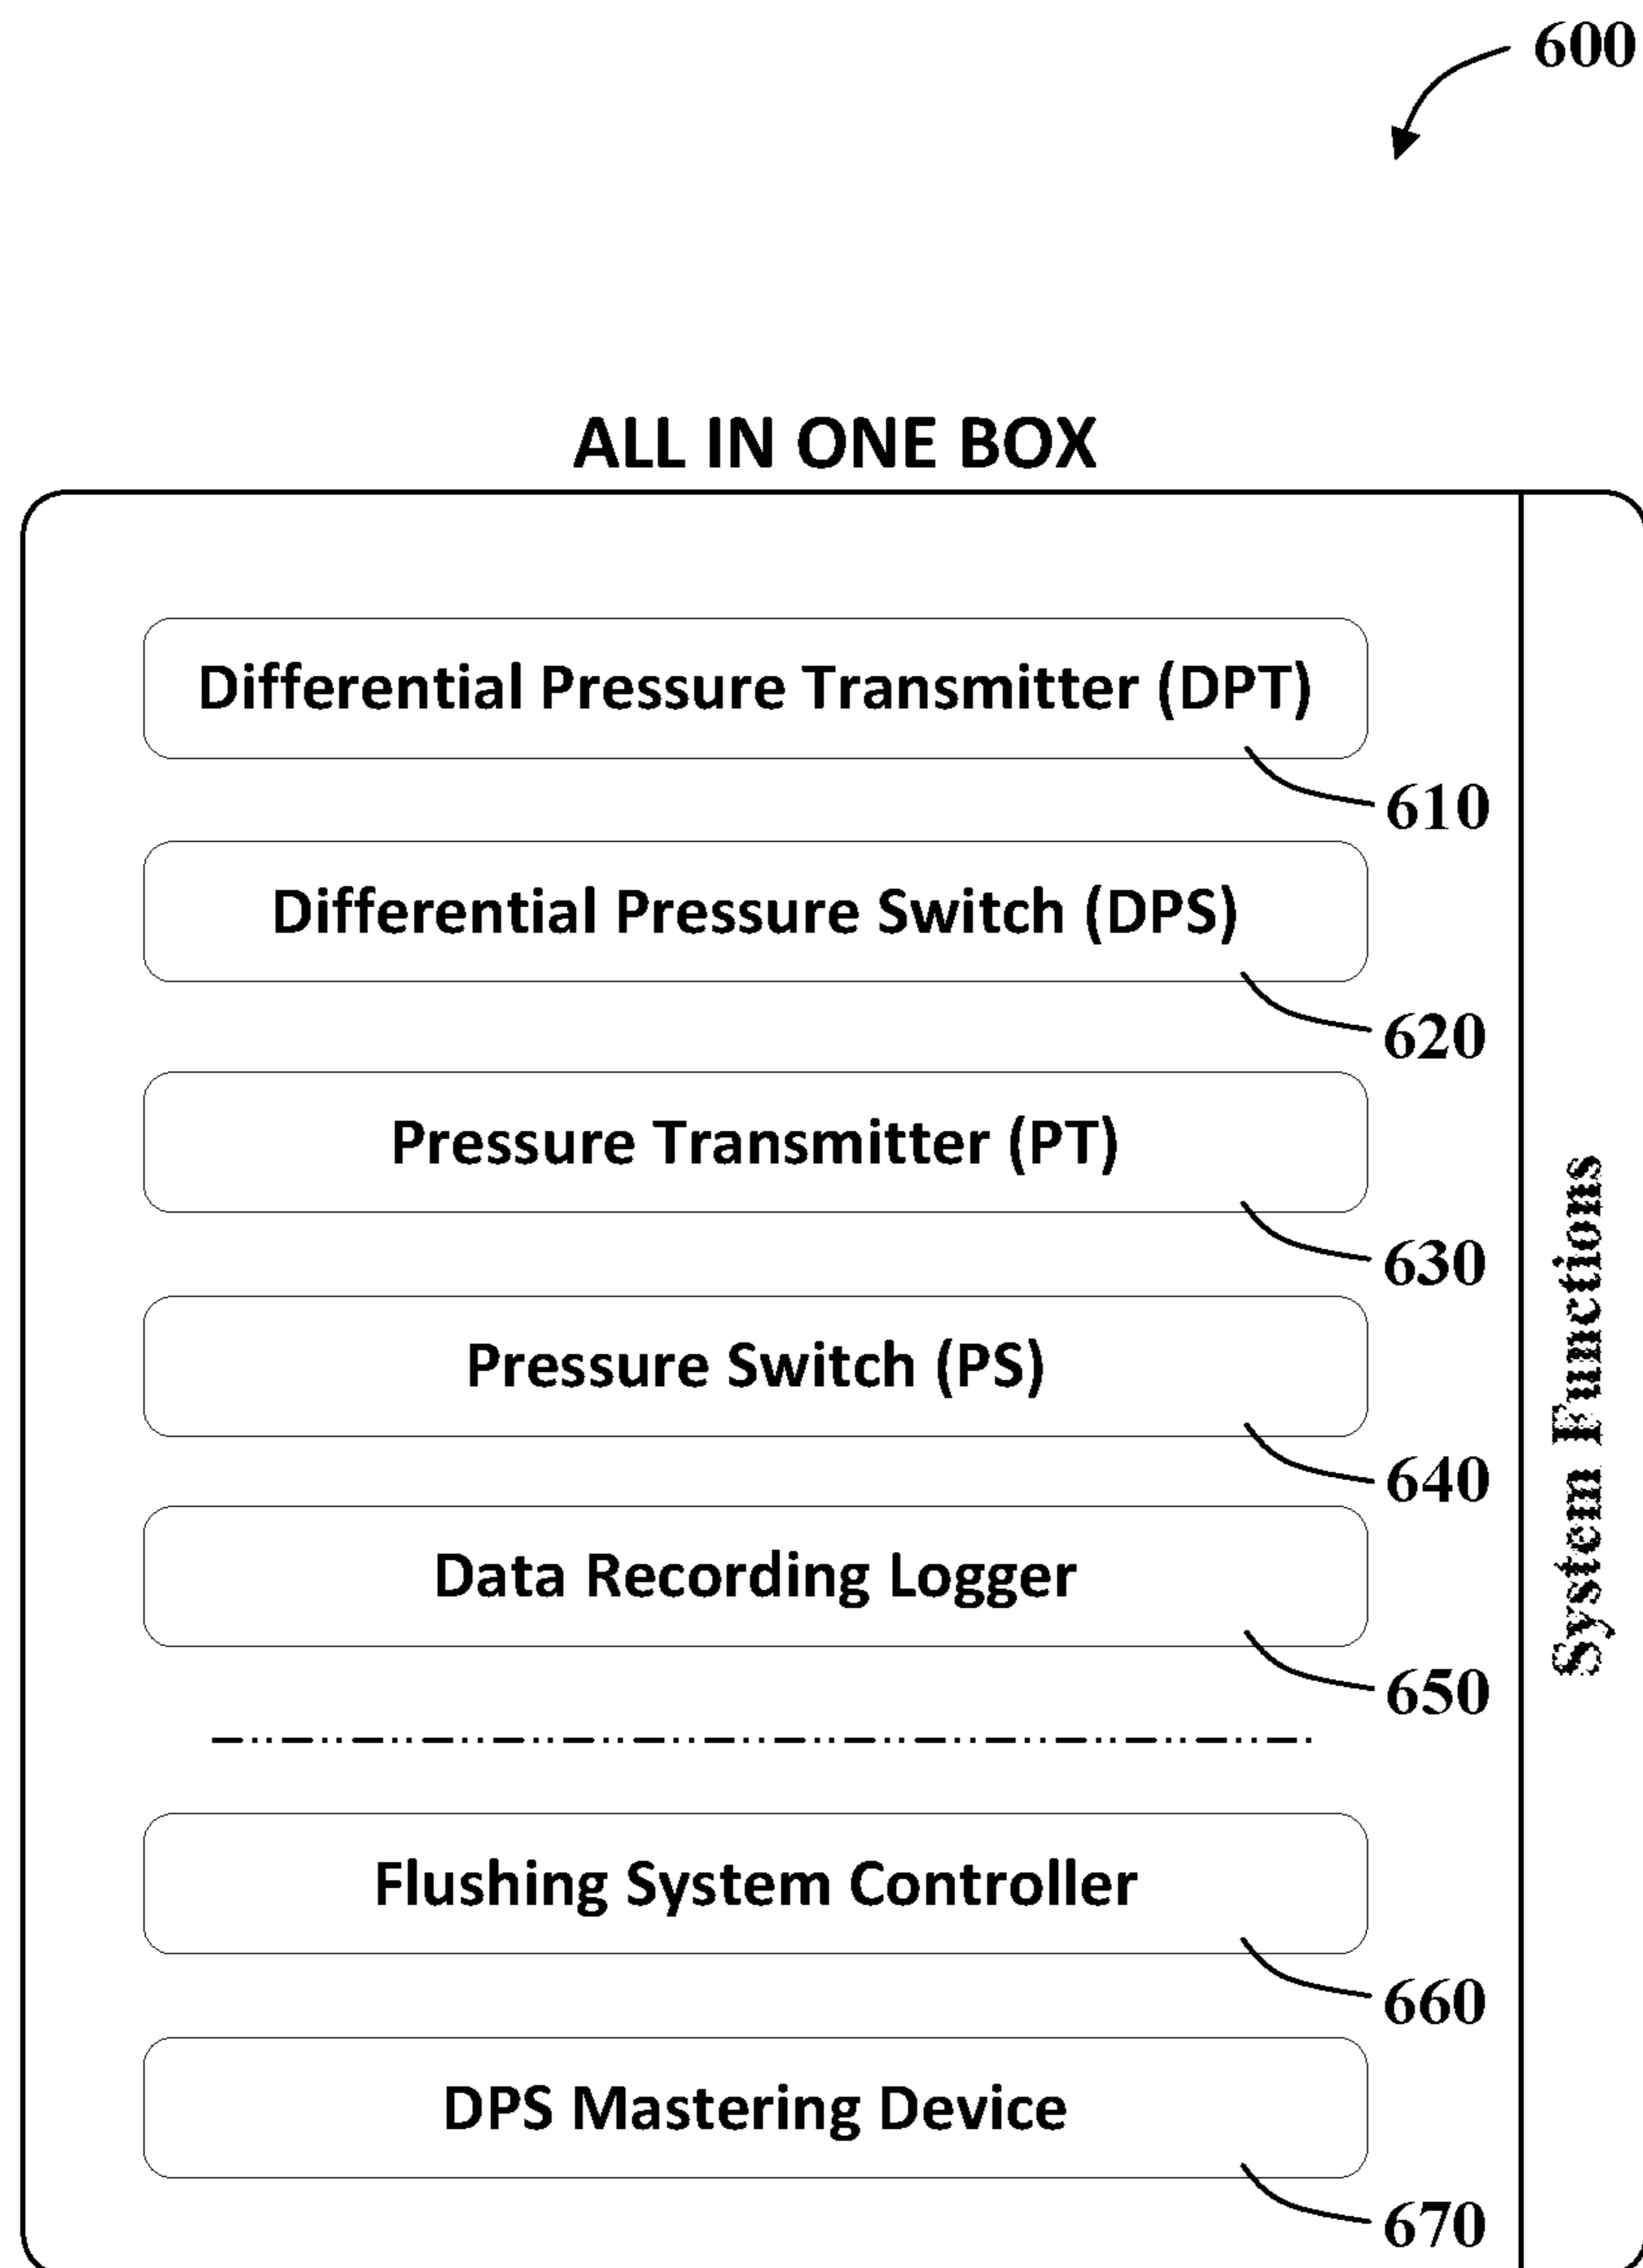 600
ALL IN ONE BOX
Differential Pressure Transmitter (DPT)
610
Differential Pressure Switch (DPS)
620
Pressure Transmitter (PT)
630
Pressure Switch (PS)
640
Data Recording Logger
650
Flushing System Controller
660
DPS Mastering Device
670
System Functions